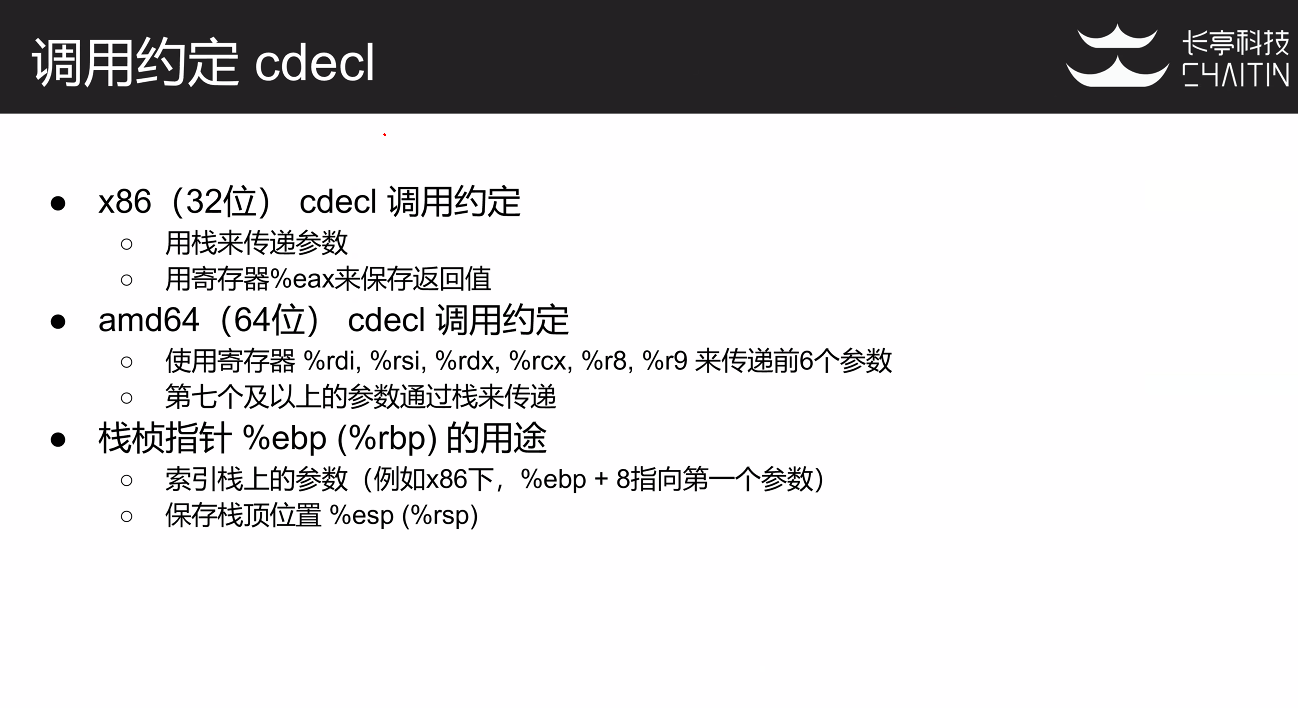 调用约定 cdecl
长亭科技
CHAITIN
● x86（32位） cdecl 调用约定
○ 用栈来传递参数
○ 用寄存器%eax来保存返回值
● amd64（64位） cdecl 调用约定
○ 使用寄存器 %rdi, %rsi, %rdx, %rcx, %r8, %r9 来传递前6个参数
○ 第七个及以上的参数通过栈来传递
● 栈桢指针 %ebp (%rbp) 的用途
○ 索引栈上的参数（例如x86下，%ebp + 8指向第一个参数）
○ 保存栈顶位置 %esp (%rsp)